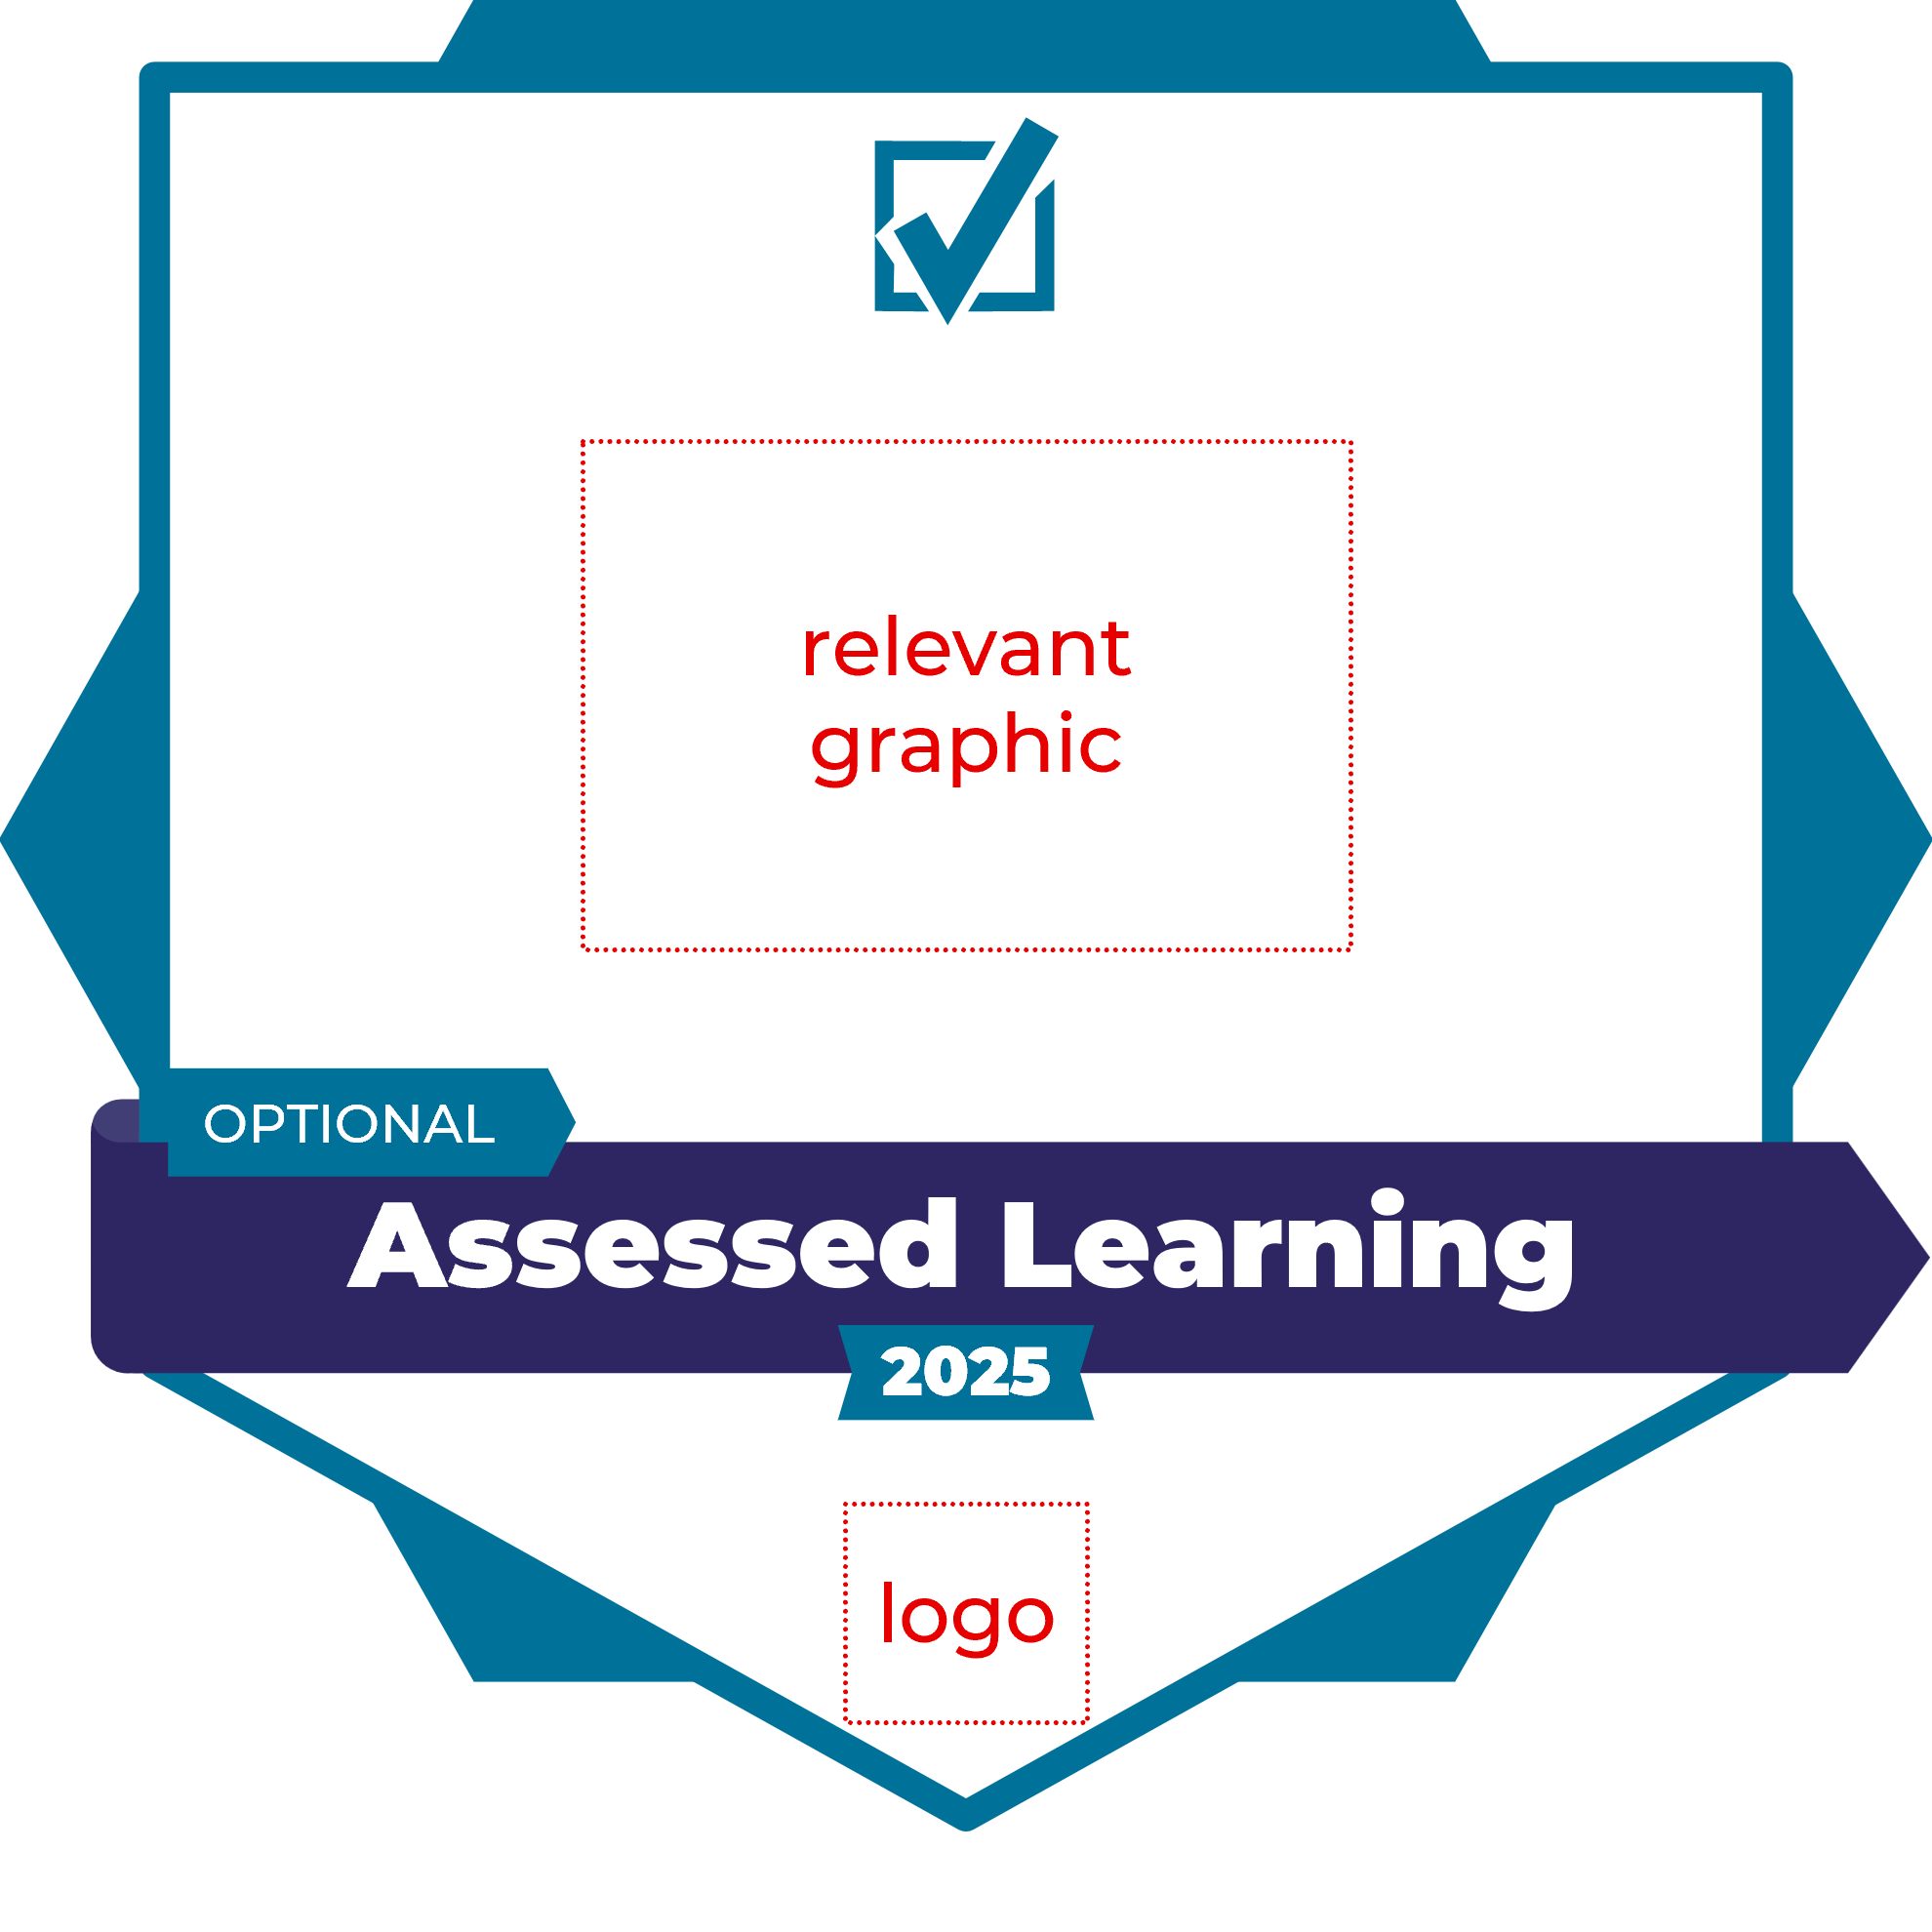 relevant
graphic
OPTIONAL
Assessed Learning
2025
logo